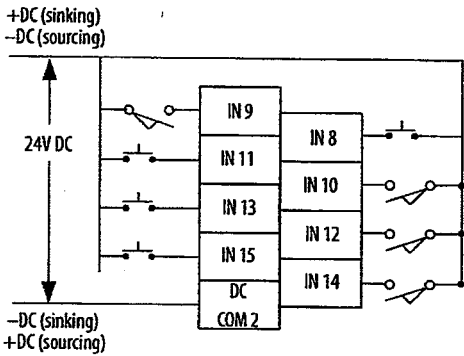 +DC (sinking)
−DC (sourcing)
24V DC
IN 9
IN 11
IN 13
IN 15
DC
COM 2
IN 8
IN 10
IN 12
IN 14
−DC (sinking)
+DC (sourcing)